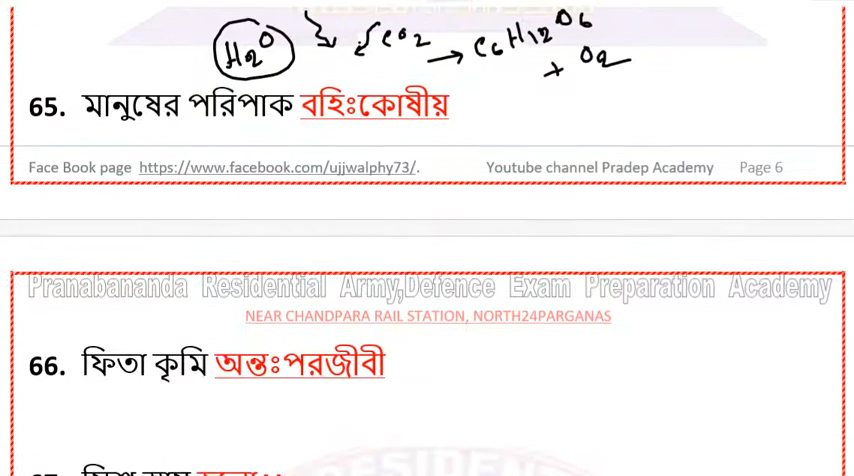 H2O CO2 → C6H12O6
+ O2
65. মানুষের পরিপাক বহিঃকোষীয়
Face Book page https://www.facebook.com/ujjwalphy73/. Youtube channel Pradep Academy Page 6
Pranabananda Residential Army,Defence Exam Preparation Academy
NEAR CHANDPARA RAIL STATION, NORTH24PARGANAS
66. ফিতা কৃমি অন্তঃপরজীবী
RESIDENT